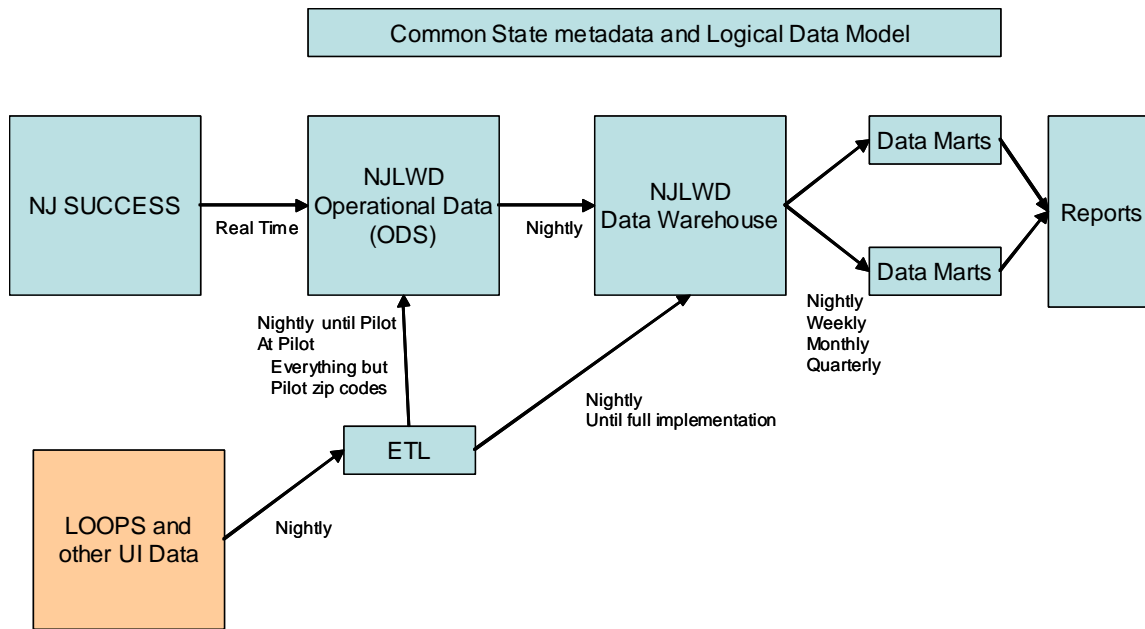 Common State metadata and Logical Data Model
NJ SUCCESS
Real Time
NJLWD
Operational Data
(ODS)
Nightly
NJLWD
Data Warehouse
Data Marts
Data Marts
Reports
Nightly until Pilot
At Pilot
Everything but
Pilot zip codes
Nightly
Weekly
Monthly
Quarterly
Nightly
Until full implementation
ETL
LOOPS and
other UI Data
Nightly